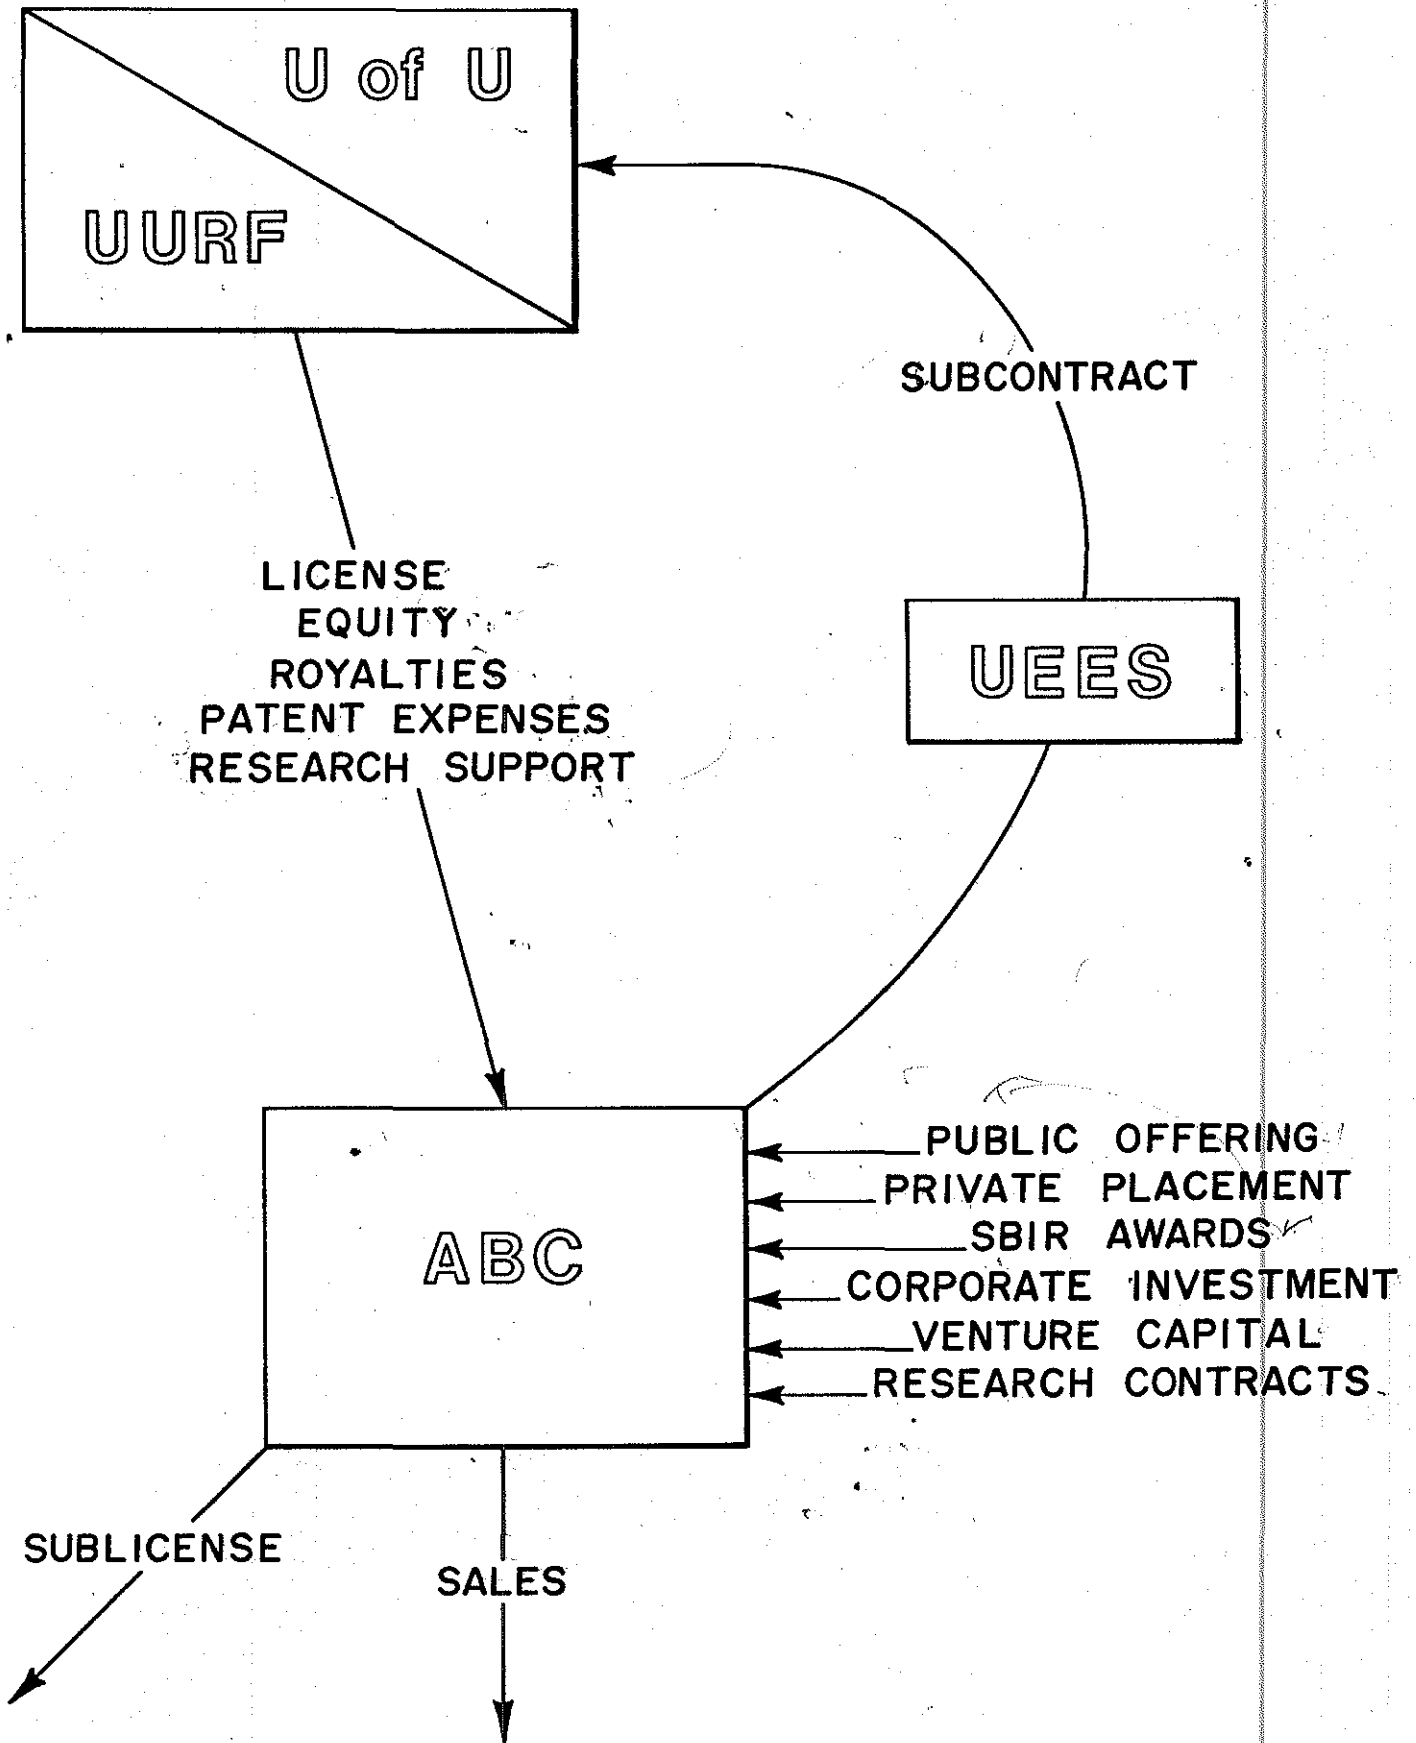 U of U
UURF
SUBCONTRACT
LICENSE
EQUITY
ROYALTIES
PATENT EXPENSES
RESEARCH SUPPORT
UEES
ABC
PUBLIC OFFERING
PRIVATE PLACEMENT
SBIR AWARDS
CORPORATE INVESTMENT
VENTURE CAPITAL
RESEARCH CONTRACTS
SUBLICENSE
SALES